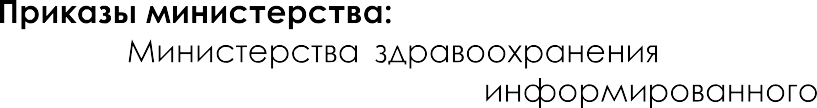 Приказы министерства:
Министерства здравоохранения
информированного